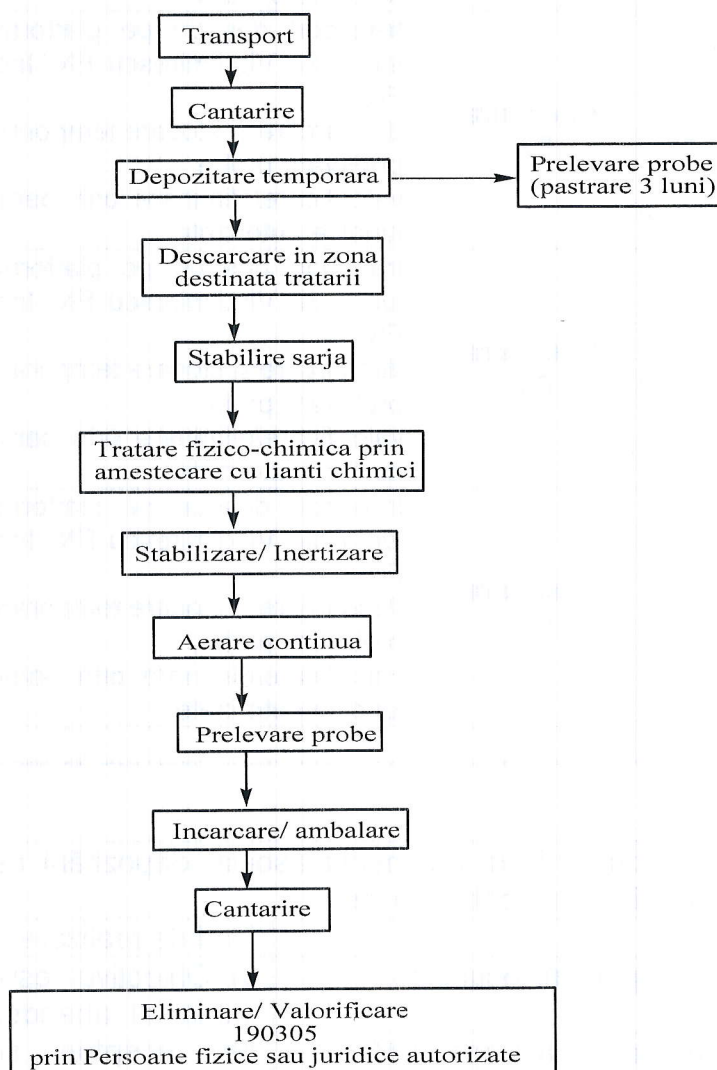 Transport
Cantarire
Depozitare temporara
Prelevare probe
(pastrare 3 luni)
Descarcare in zona
destinata tratarii
Stabilire sarja
Tratare fizico-chimica prin
amestecare cu lianti chimici
Stabilizare/ Inertizare
Aerare continua
Prelevare probe
Incarcare/ ambalare
Cantarire
Eliminare/ Valorificare
190305
prin Persoane fizice sau juridice autorizate